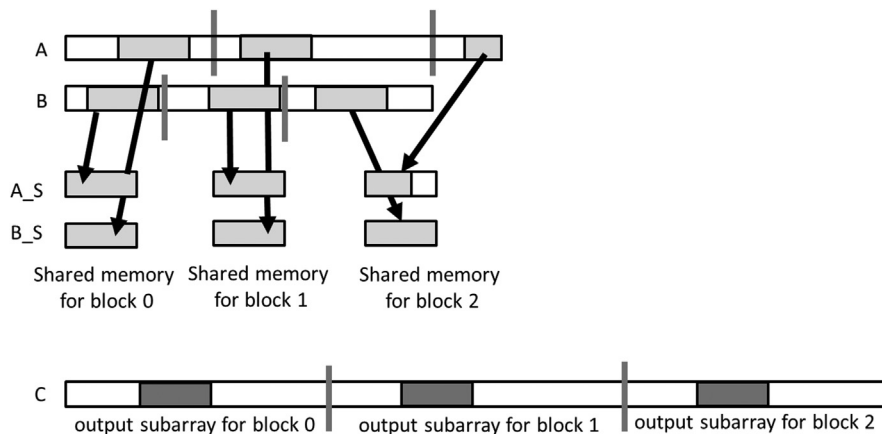 A
B
A_S
B_S
Shared memory for block 0
Shared memory for block 1
Shared memory for block 2
C
output subarray for block 0
output subarray for block 1
output subarray for block 2